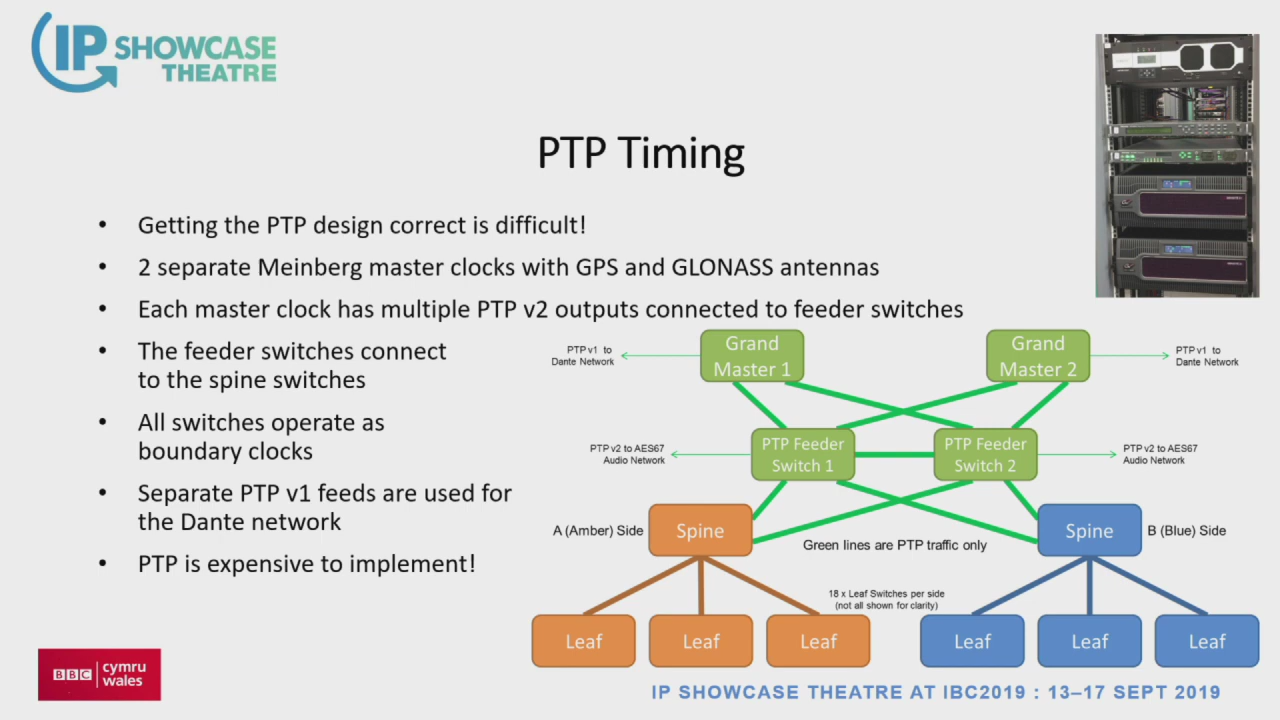 IP SHOWCASE
THEATRE
PTP Timing
• Getting the PTP design correct is difficult!
• 2 separate Meinberg master clocks with GPS and GLONASS antennas
• Each master clock has multiple PTP v2 outputs connected to feeder switches
• The feeder switches connect
to the spine switches
• All switches operate as
boundary clocks
• Separate PTP v1 feeds are used for
the Dante network
• PTP is expensive to implement!
PTP v1 to
Dante Network
Grand
Master 1
Grand
Master 2
PTP v1 to
Dante Network
PTP v2 to AES67
Audio Network
PTP Feeder
Switch 1
PTP Feeder
Switch 2
PTP v2 to AES67
Audio Network
A (Amber) Side
Spine
Green lines are PTP traffic only
Spine
B (Blue) Side
18 x Leaf Switches per side
(not all shown for clarity)
Leaf
Leaf
Leaf
Leaf
Leaf
Leaf
BBC cymru
wales
IP SHOWCASE THEATRE AT IBC2019 : 13–17 SEPT 2019